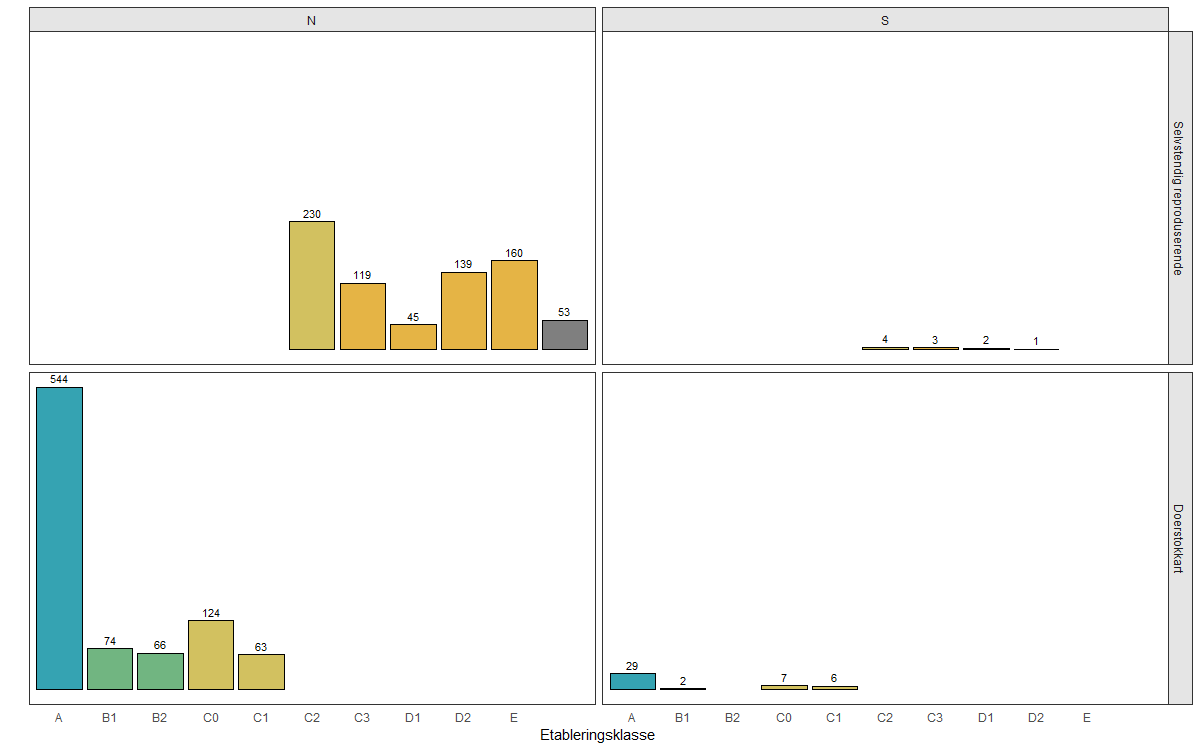 N
S
230
119
45
139
160
53
4
3
2
1
Selvstendig reproduserende
544
74
66
124
63
29
2
7
6
Doerstokkart
A B1 B2 C0 C1 C2 C3 D1 D2 E
A B1 B2 C0 C1 C2 C3 D1 D2 E
Etableringsklasse